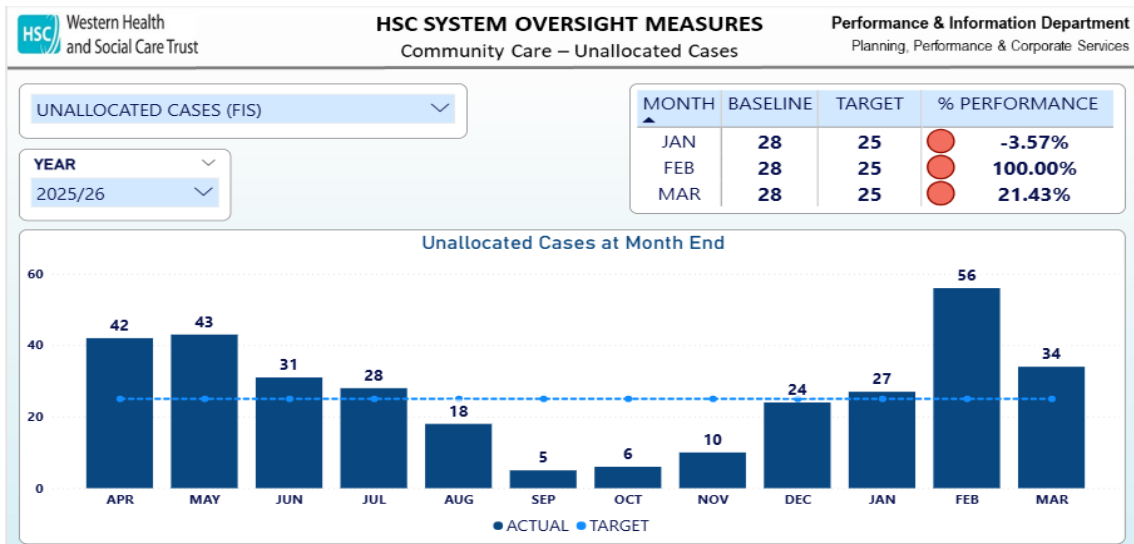 HSC Western Health
and Social Care Trust
HSC SYSTEM OVERSIGHT MEASURES
Community Care – Unallocated Cases
Performance & Information Department
Planning, Performance & Corporate Services
UNALLOCATED CASES (FIS)
YEAR
2025/26
MONTH BASELINE TARGET % PERFORMANCE
JAN 28 25 -3.57%
FEB 28 25 100.00%
MAR 28 25 21.43%
Unallocated Cases at Month End
60
40
20
0
42 43 31 28 18 5 6 10 24 27 56 34
APR MAY JUN JUL AUG SEP OCT NOV DEC JAN FEB MAR
ACTUAL TARGET